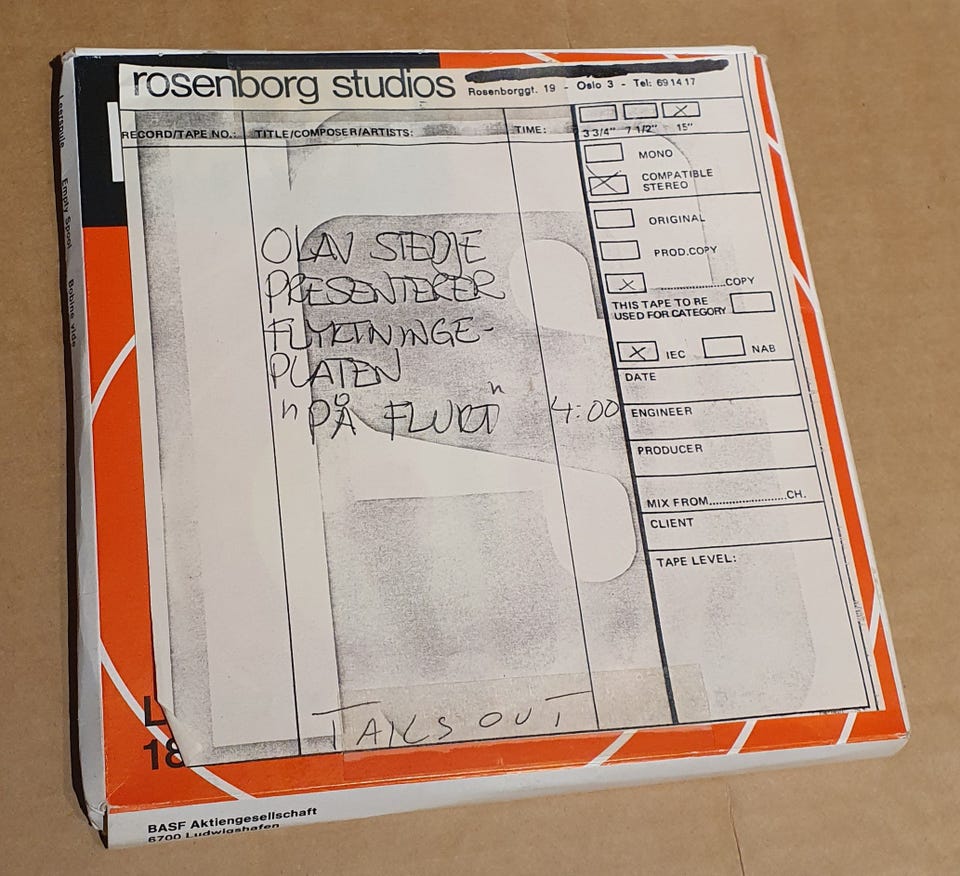 rosenborg studios
Rosenborggt. 19 - Oslo 3 - Tel: 69 14 17
RECORD/TAPE NO.: TITLE/COMPOSER/ARTISTS: TIME:
3 3/4" 7 1/2" 15"
MONO
COMPATIBLE
STEREO
ORIGINAL
PROD.COPY
....................COPY
THIS TAPE TO RE
USED FOR CATEGORY
IEC NAB
DATE
ENGINEER
PRODUCER
MIX FROM......................CH.
CLIENT
TAPE LEVEL:
OLAV STEDJE
PRESENTERER
FLYKTNINGE-
PLATEN
"PÅ FLUKT" 4:00
TAILS OUT
L
18
BASF Aktiengesellschaft
6700 Ludwigshafen
Leerspule Empty Spool Bobine vide